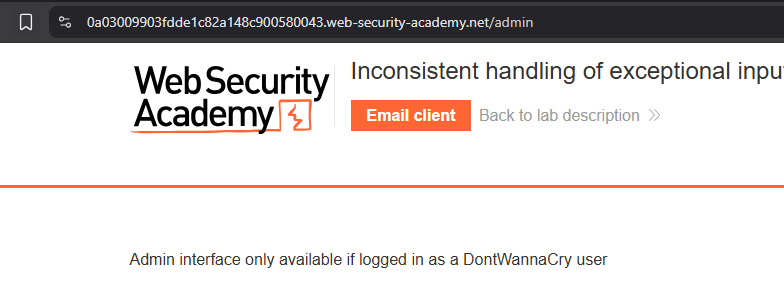 0a03009903fdde1c82a148c900580043.web-security-academy.net/admin
Web Security
Academy
Inconsistent handling of exceptional inpu
Email client
Back to lab description
Admin interface only available if logged in as a DontWannaCry user